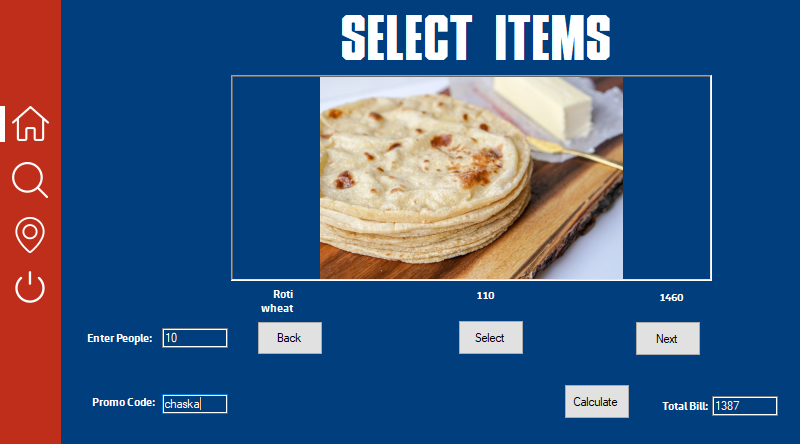 SELECT ITEMS
Roti
wheat
110
1460
Enter People:
10
Back
Select
Next
Promo Code:
chaska
Calculate
Total Bill:
1387